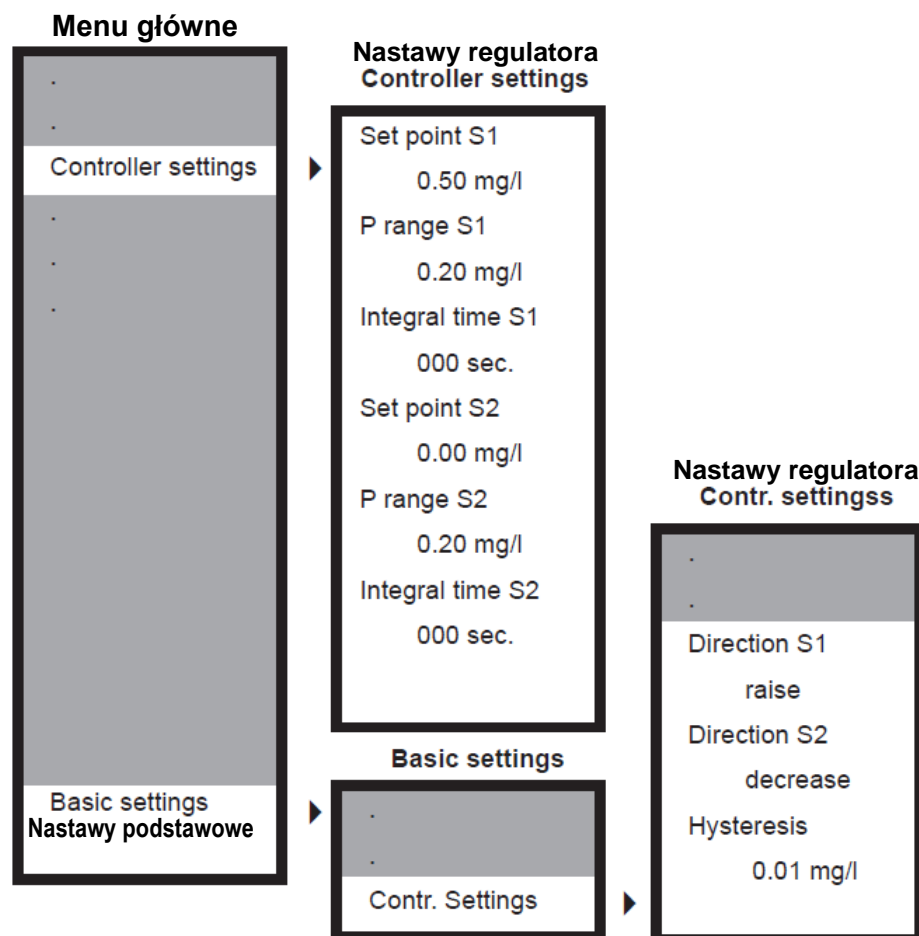 Menu główne
.
.
Controller settings
.
.
.
Basic settings
Nastawy podstawowe
Nastawy regulatora
Controller settings
Set point S1
0.50 mg/l
P range S1
0.20 mg/l
Integral time S1
000 sec.
Set point S2
0.00 mg/l
P range S2
0.20 mg/l
Integral time S2
000 sec.
Basic settings
.
.
Contr. Settings
Nastawy regulatora
Contr. settingss
.
.
Direction S1
raise
Direction S2
decrease
Hysteresis
0.01 mg/l